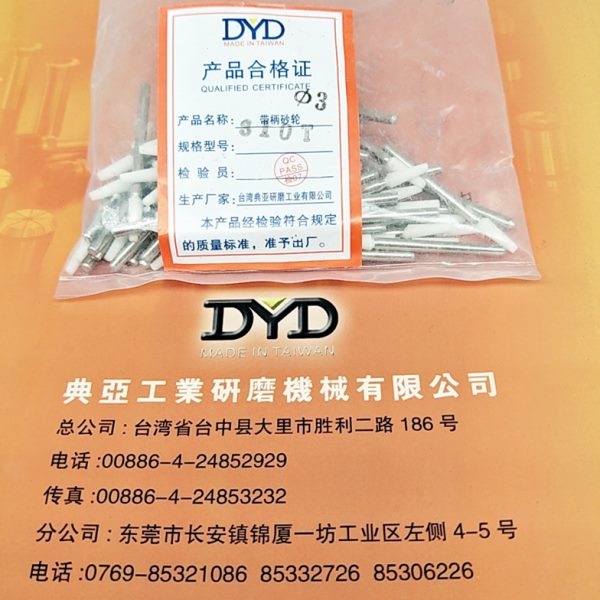 DYD
MADE IN TAIWAN
产品合格证
QUALIFIED CERTIFICATE
Φ3
产品名称： 带柄砂轮
规格型号： S10T
检验员：
QC
PASS
生产厂家：台湾典亚研磨工业有限公司
本产品经检验符合规定
的质量标准，准予出厂。
DYD
MADE IN TAIWAN
典亞工業研磨機械有限公司
总公司：台湾省台中县大里市胜利二路186号
电话:00886-4-24852929
传真:00886-4-24853232
分公司：东莞市长安镇锦厦一坊工业区左侧4-5号
电话:0769-85321086 85332726 85306226